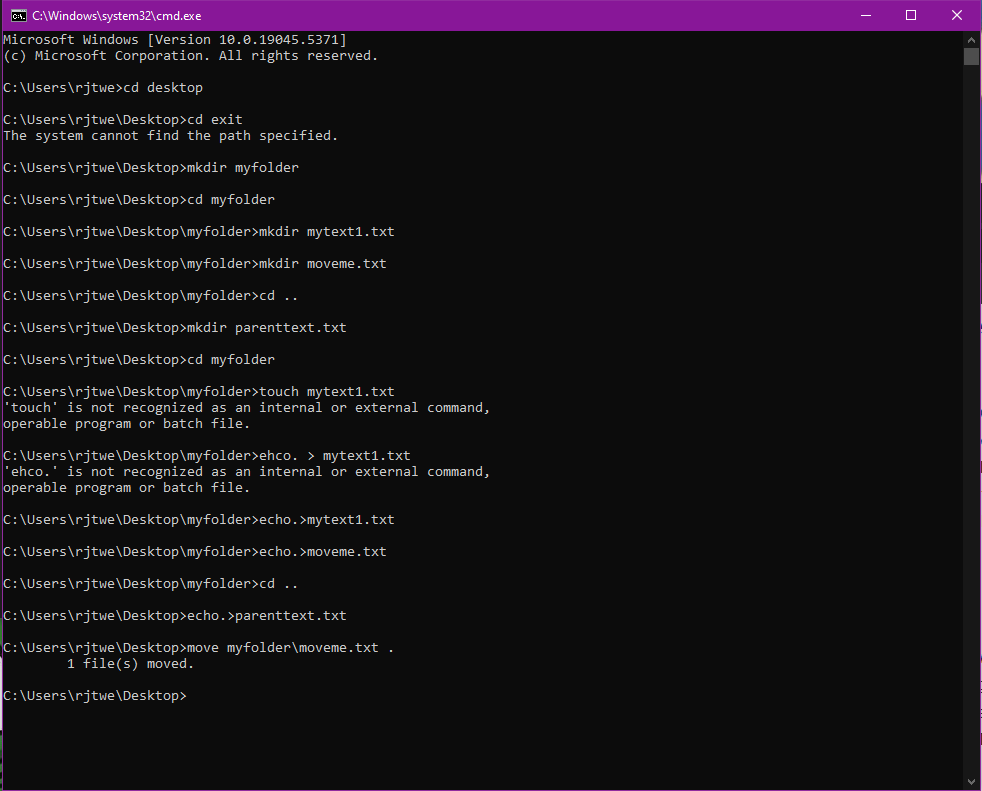 C:\Windows\system32\cmd.exe
Microsoft Windows [Version 10.0.19045.5371]
(c) Microsoft Corporation. All rights reserved.
C:\Users\rjtwe>cd desktop
C:\Users\rjtwe\Desktop>cd exit
The system cannot find the path specified.
C:\Users\rjtwe\Desktop>mkdir myfolder
C:\Users\rjtwe\Desktop>cd myfolder
C:\Users\rjtwe\Desktop\myfolder>mkdir mytext1.txt
C:\Users\rjtwe\Desktop\myfolder>mkdir moveme.txt
C:\Users\rjtwe\Desktop\myfolder>cd ..
C:\Users\rjtwe\Desktop>mkdir parenttext.txt
C:\Users\rjtwe\Desktop>cd myfolder
C:\Users\rjtwe\Desktop\myfolder>touch mytext1.txt
'touch' is not recognized as an internal or external command,
operable program or batch file.
C:\Users\rjtwe\Desktop\myfolder>ehco. > mytext1.txt
'ehco.' is not recognized as an internal or external command,
operable program or batch file.
C:\Users\rjtwe\Desktop\myfolder>echo.>mytext1.txt
C:\Users\rjtwe\Desktop\myfolder>echo.>moveme.txt
C:\Users\rjtwe\Desktop\myfolder>cd ..
C:\Users\rjtwe\Desktop>echo.>parenttext.txt
C:\Users\rjtwe\Desktop>move myfolder\moveme.txt .
        1 file(s) moved.
C:\Users\rjtwe\Desktop>